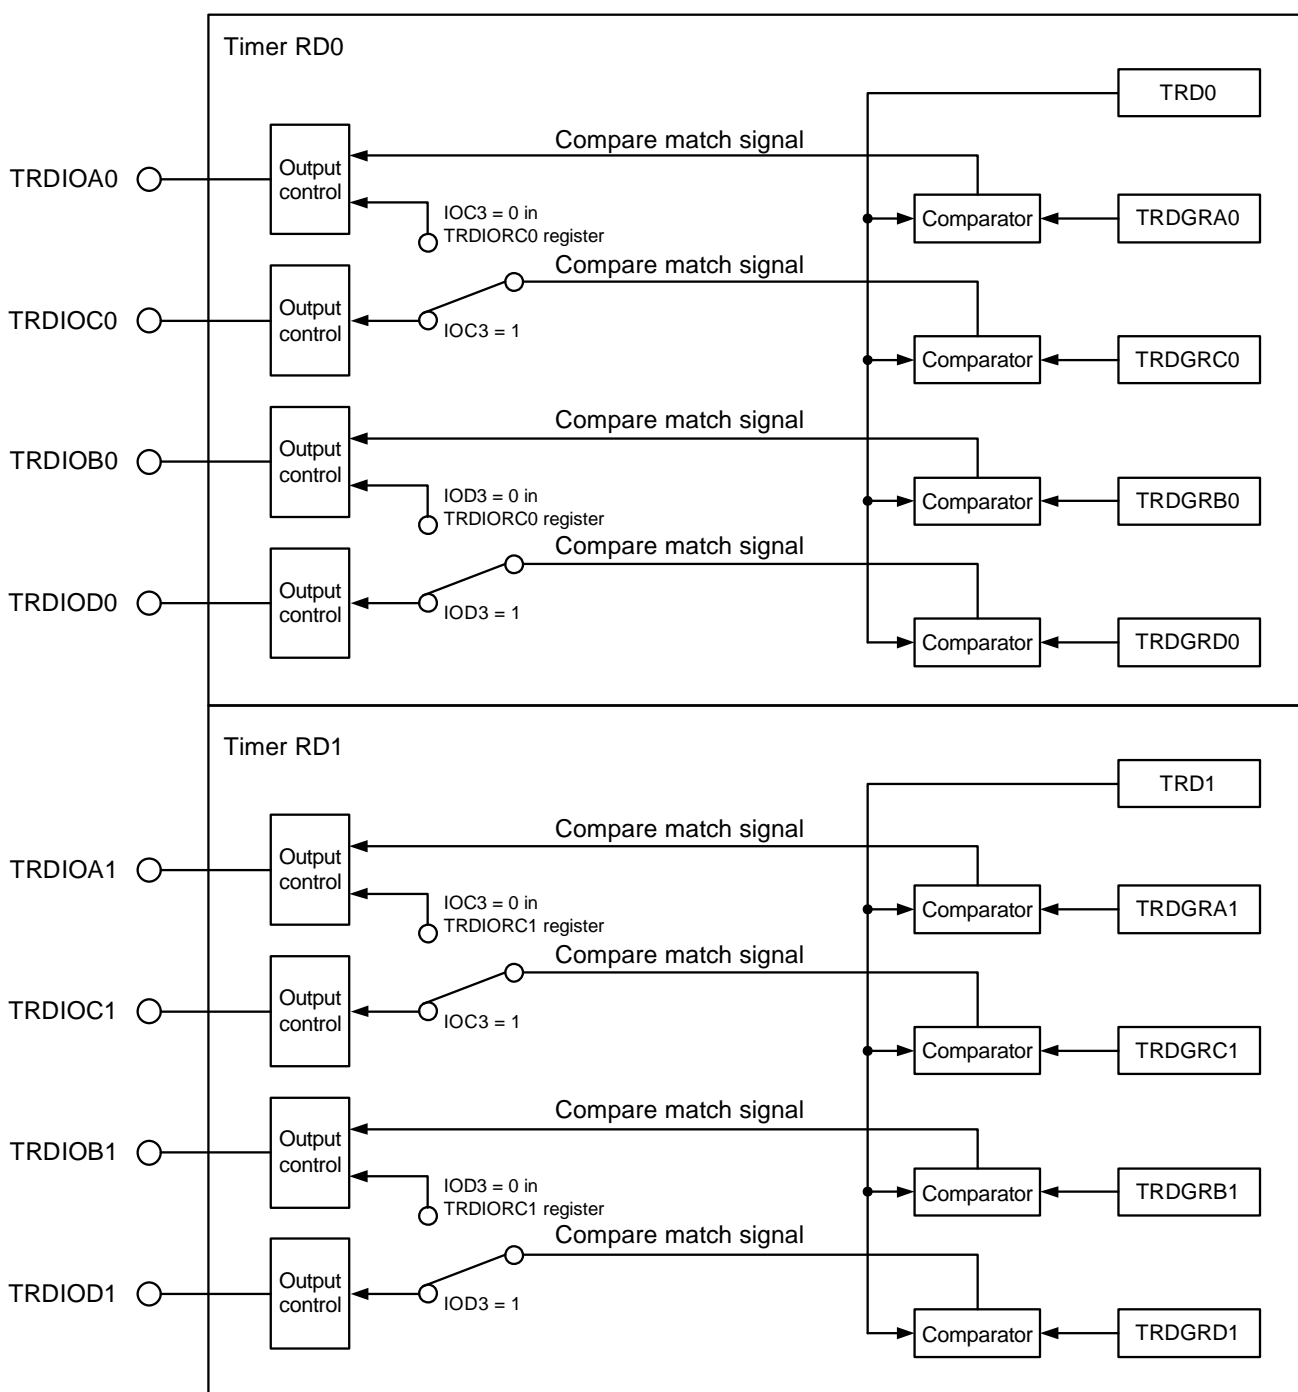 Timer RD0
TRD0
Compare match signal
TRDIOA0
Output
control
IOC3 = 0 in
TRDIORC0 register
Comparator
TRDGRA0
Compare match signal
TRDIOC0
Output
control
IOC3 = 1
Comparator
TRDGRC0
Compare match signal
TRDIOB0
Output
control
IOD3 = 0 in
TRDIORC0 register
Comparator
TRDGRB0
Compare match signal
TRDIOD0
Output
control
IOD3 = 1
Comparator
TRDGRD0
Timer RD1
TRD1
Compare match signal
TRDIOA1
Output
control
IOC3 = 0 in
TRDIORC1 register
Comparator
TRDGRA1
Compare match signal
TRDIOC1
Output
control
IOC3 = 1
Comparator
TRDGRC1
Compare match signal
TRDIOB1
Output
control
IOD3 = 0 in
TRDIORC1 register
Comparator
TRDGRB1
Compare match signal
TRDIOD1
Output
control
IOD3 = 1
Comparator
TRDGRD1